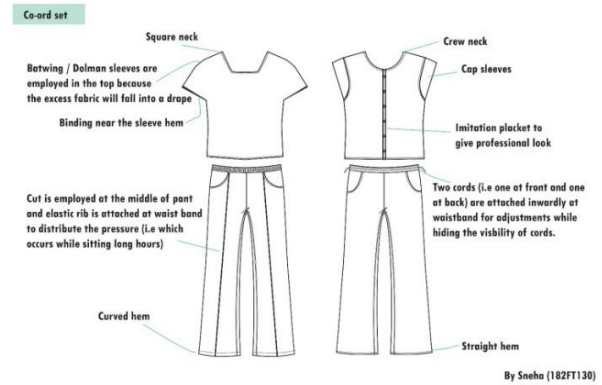 Co-ord set
Square neck
Batwing / Dolman sleeves are
employed in the top because
the excess fabric will fall into a drape
Binding near the sleeve hem
Crew neck
Cap sleeves
Imitation placket to
give professional look
Cut is employed at the middle of pant
and elastic rib is attached at waist band
to distribute the pressure (i.e which
occurs while sitting long hours)
Two cords (i.e one at front and one
at back) are attached inwardly at
waistband for adjustments while
hiding the visbility of cords.
Curved hem
Straight hem
By Sneha (182FT130)